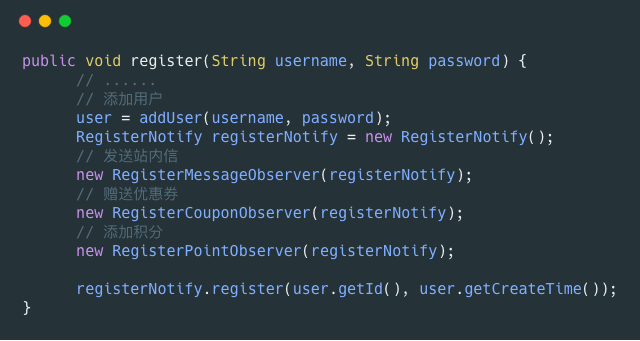 public void register(String username, String password) {
// ......
// 添加用户
user = addUser(username, password);
RegisterNotify registerNotify = new RegisterNotify();
// 发送站内信
new RegisterMessageObserver(registerNotify);
// 赠送优惠券
new RegisterCouponObserver(registerNotify);
// 添加积分
new RegisterPointObserver(registerNotify);
registerNotify.register(user.getId(), user.getCreateTime());
}